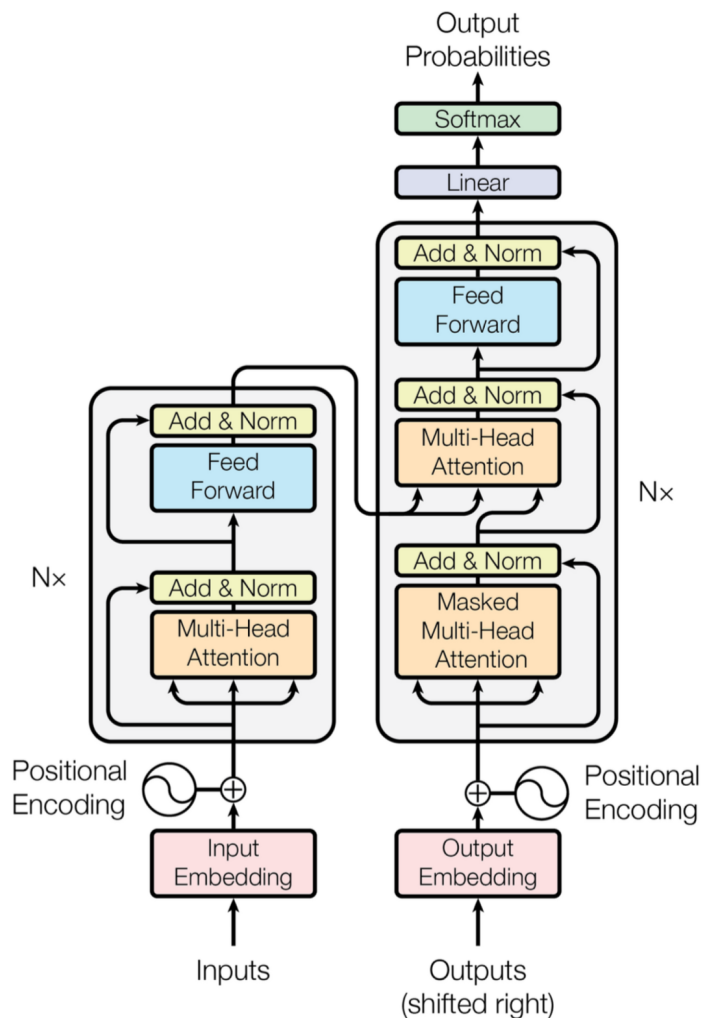 Output
Probabilities
Softmax
Linear
Add & Norm
Feed
Forward
Add & Norm
Multi-Head
Attention
Nx
Add & Norm
Masked
Multi-Head
Attention
Add & Norm
Feed
Forward
Nx
Add & Norm
Multi-Head
Attention
Positional
Encoding
Positional
Encoding
Input
Embedding
Output
Embedding
Inputs
Outputs
(shifted right)